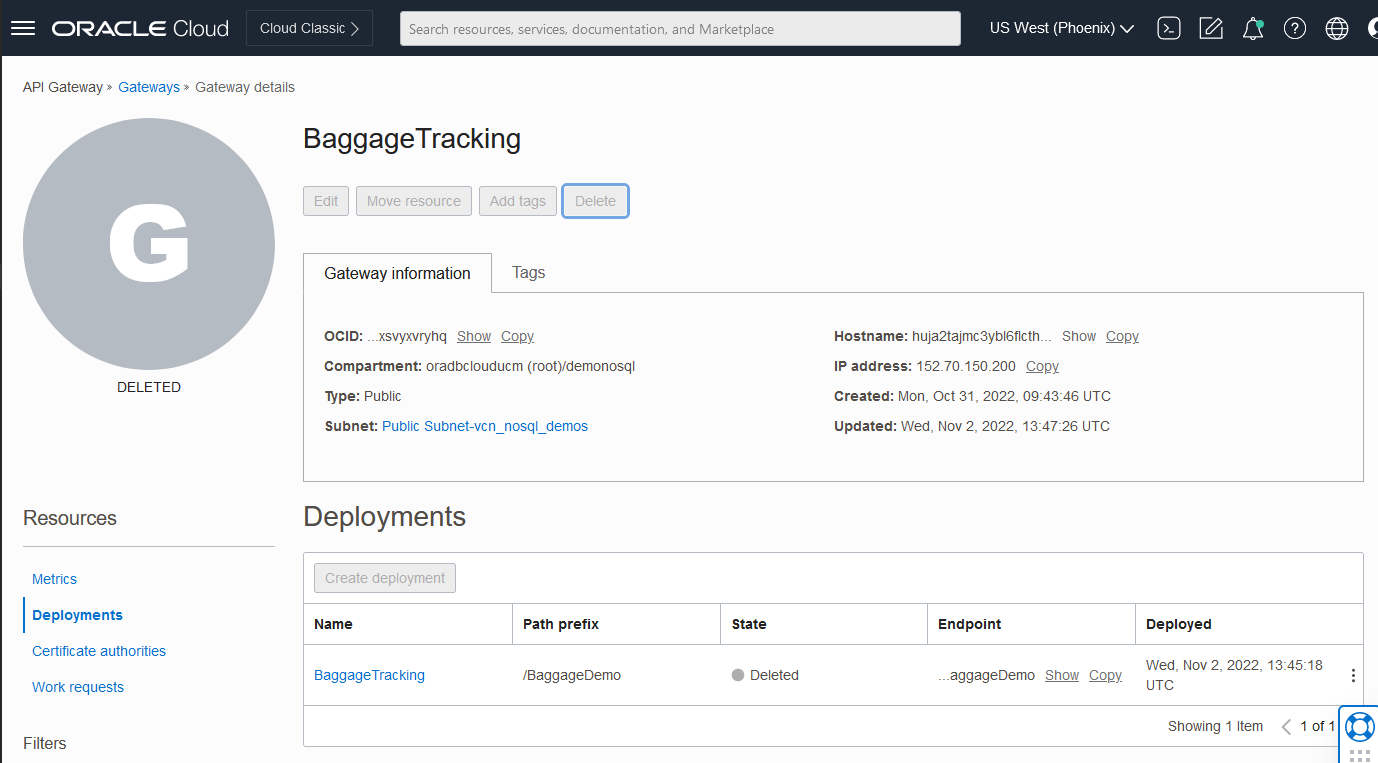 ORACLE Cloud
Cloud Classic
Search resources, services, documentation, and Marketplace
US West (Phoenix)
API Gateway » Gateways » Gateway details
G
DELETED
BaggageTracking
Edit
Move resource
Add tags
Delete
Gateway information
Tags
OCID: ...xsvyxvryhq Show Copy
Compartment: oradbclouducm (root)/demonosql
Type: Public
Subnet: Public Subnet-vcn_nosql_demos
Hostname: huja2tajmc3ybl6flcth... Show Copy
IP address: 152.70.150.200 Copy
Created: Mon, Oct 31, 2022, 09:43:46 UTC
Updated: Wed, Nov 2, 2022, 13:47:26 UTC
Resources
Metrics
Deployments
Certificate authorities
Work requests
Filters
Deployments
Create deployment
Name Path prefix State Endpoint Deployed
BaggageTracking /BaggageDemo Deleted ...aggageDemo Show Copy Wed, Nov 2, 2022, 13:45:18
UTC
Showing 1 Item 1 of 1